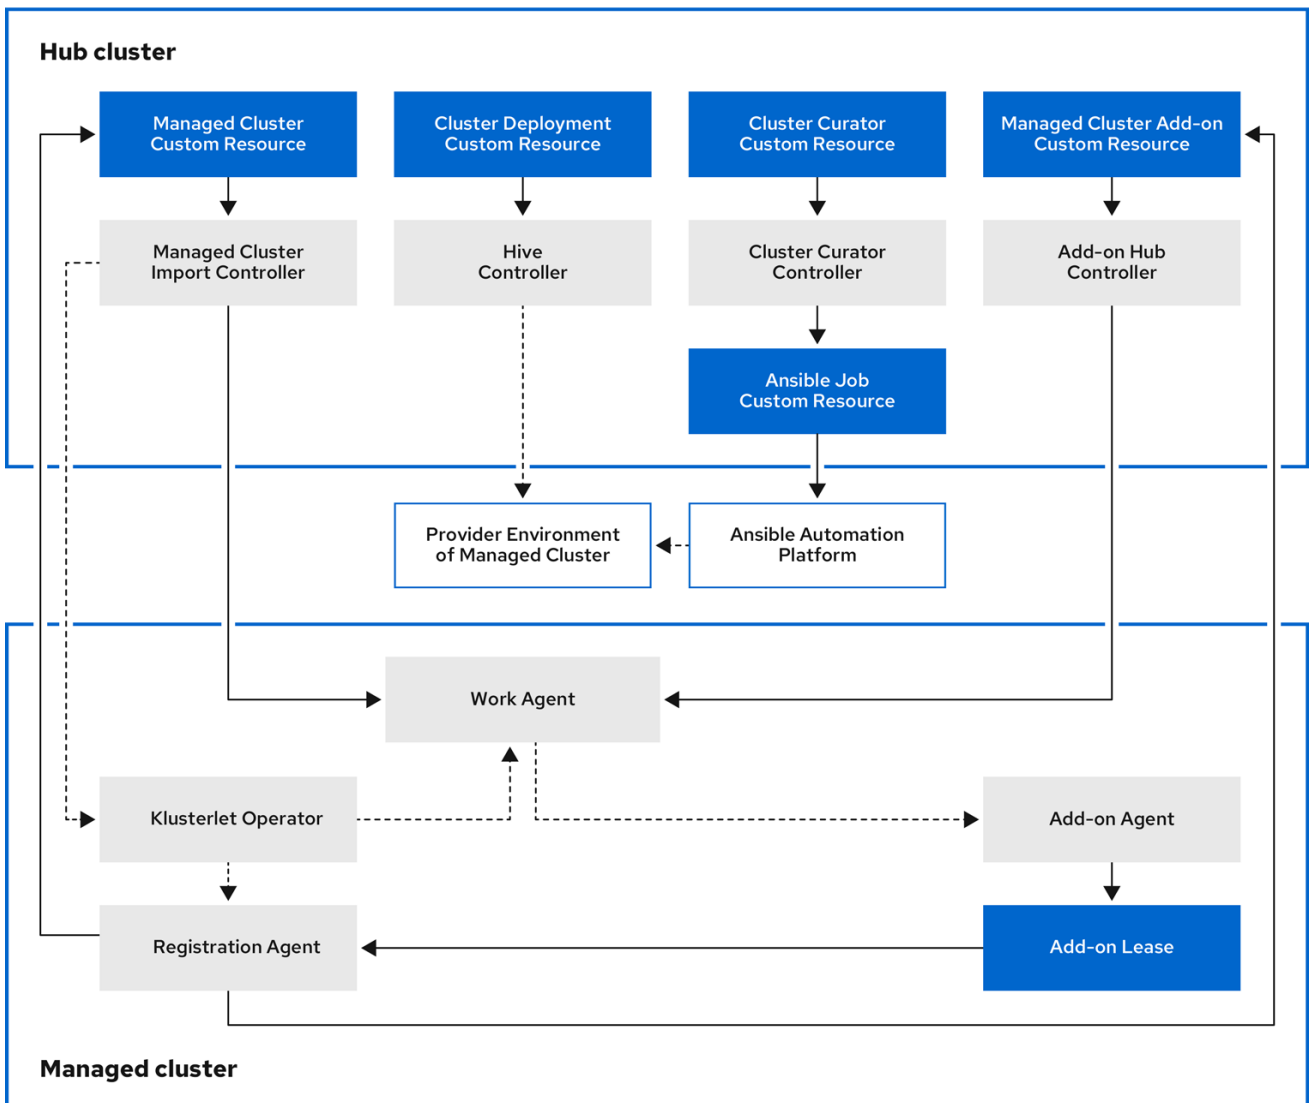 Hub cluster
Managed Cluster
Custom Resource
Cluster Deployment
Custom Resource
Cluster Curator
Custom Resource
Managed Cluster Add-on
Custom Resource
Managed Cluster
Import Controller
Hive
Controller
Cluster Curator
Controller
Add-on Hub
Controller
Ansible Job
Custom Resource
Provider Environment
of Managed Cluster
Ansible Automation
Platform
Work Agent
Klusterlet Operator
Add-on Agent
Registration Agent
Add-on Lease
Managed cluster